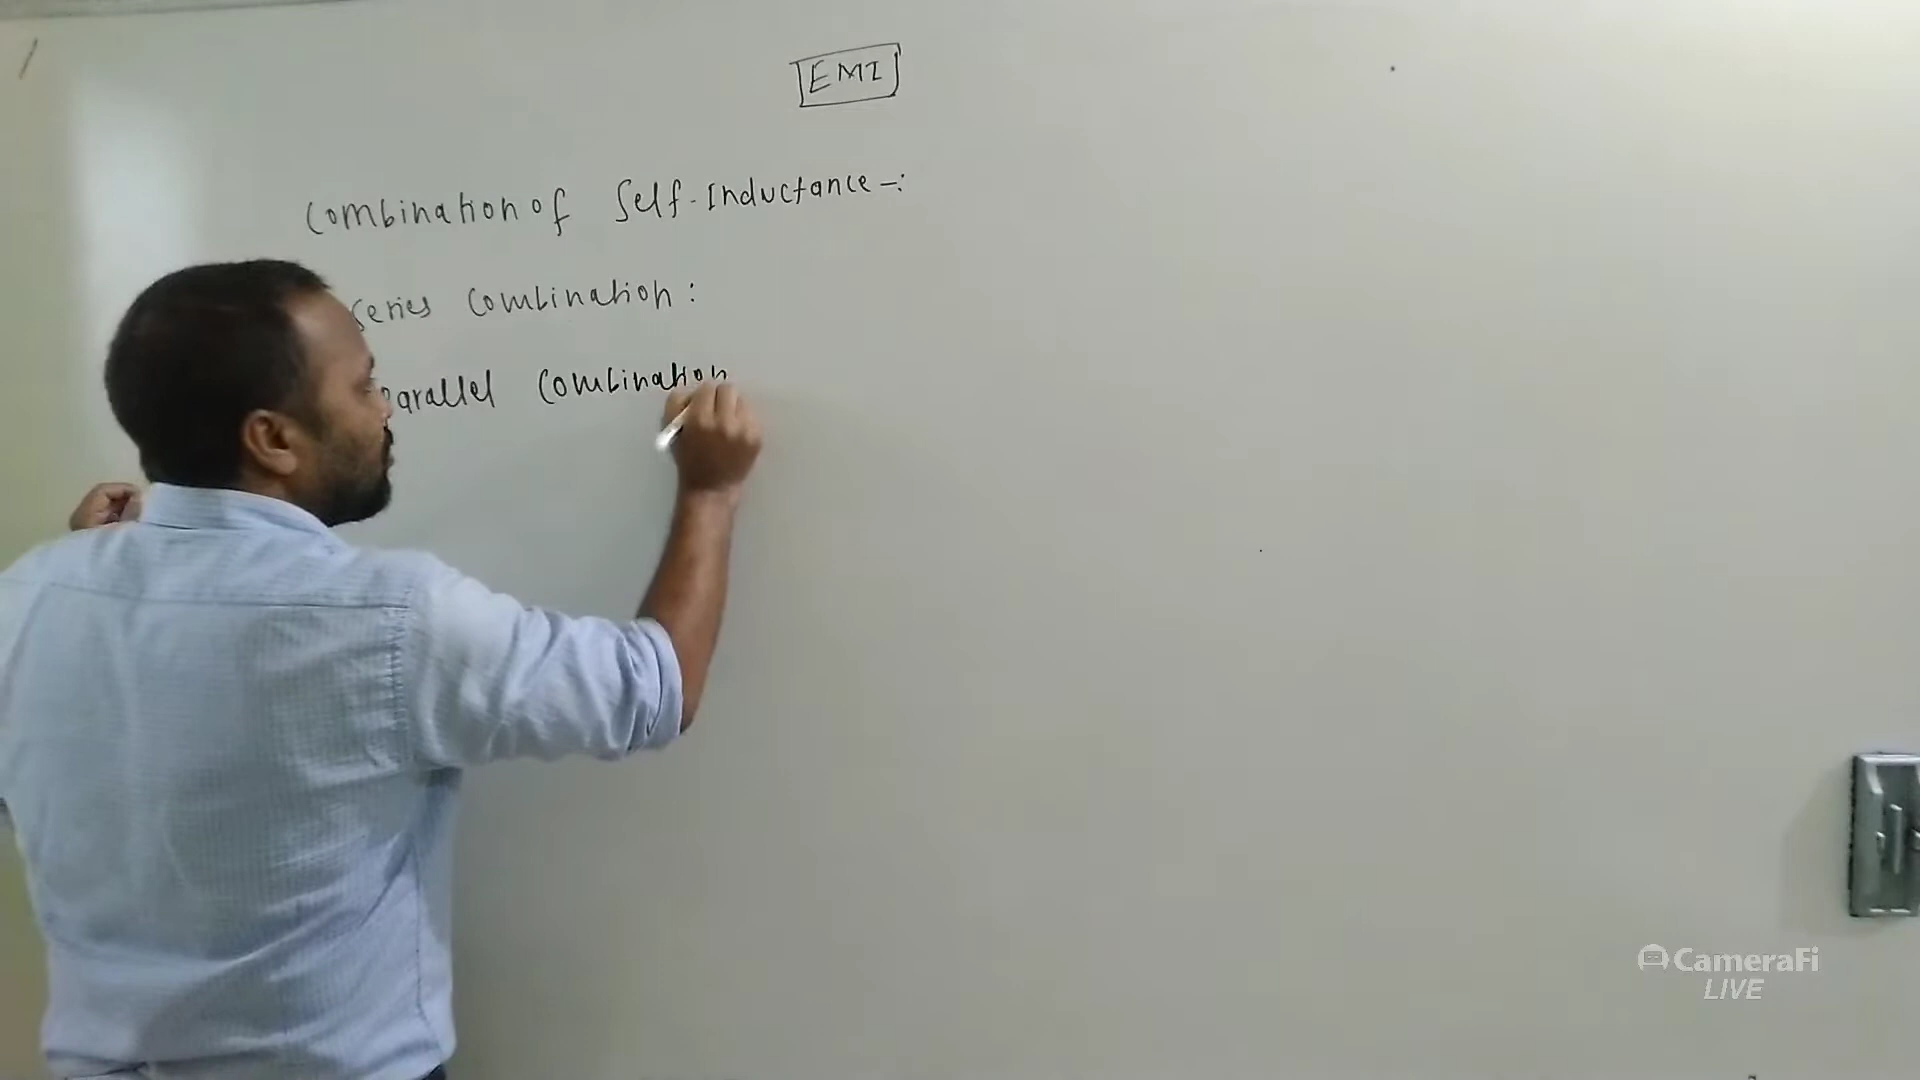 EMI
Combination of Self-Inductance-:
Series Combination:
Parallel Combination
CameraFi
LIVE